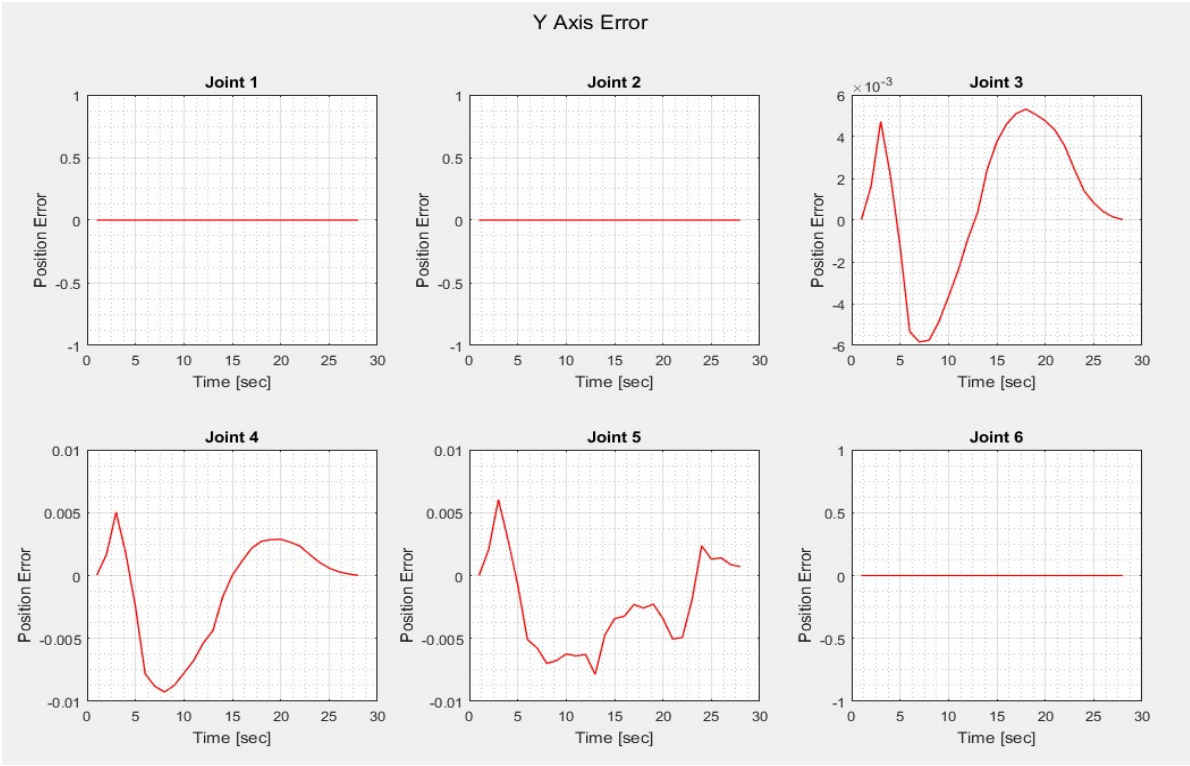 Y Axis Error
Joint 1
1
0.5
0
-0.5
-1
0 5 10 15 20 25 30
Position Error
Time [sec]
Joint 2
1
0.5
0
-0.5
-1
0 5 10 15 20 25 30
Position Error
Time [sec]
Joint 3
×10-3
6
4
2
0
-2
-4
-6
0 5 10 15 20 25 30
Position Error
Time [sec]
Joint 4
0.01
0.005
0
-0.005
-0.01
0 5 10 15 20 25 30
Position Error
Time [sec]
Joint 5
0.01
0.005
0
-0.005
-0.01
0 5 10 15 20 25 30
Position Error
Time [sec]
Joint 6
1
0.5
0
-0.5
-1
0 5 10 15 20 25 30
Position Error
Time [sec]